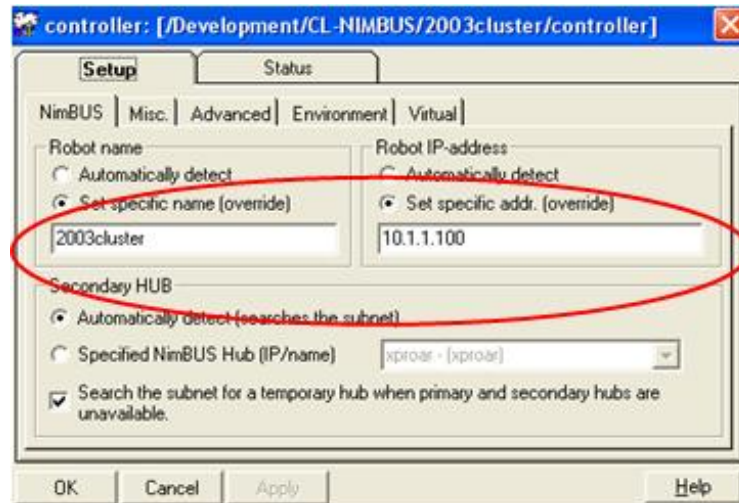 controller: [/Development/CL-NIMBUS/2003cluster/controller]
Setup Status
NimBUS Misc. Advanced Environment Virtual
Robot name Robot IP-address
Automatically detect Automatically detect
Set specific name (override) Set specific addr. (override)
2003cluster 10.1.1.100
Secondary HUB
Automatically detect (searches the subnet)
Specified NimBUS Hub (IP/name) xproar - (xproar)
Search the subnet for a temporary hub when primary and secondary hubs are
unavailable.
OK Cancel Apply Help